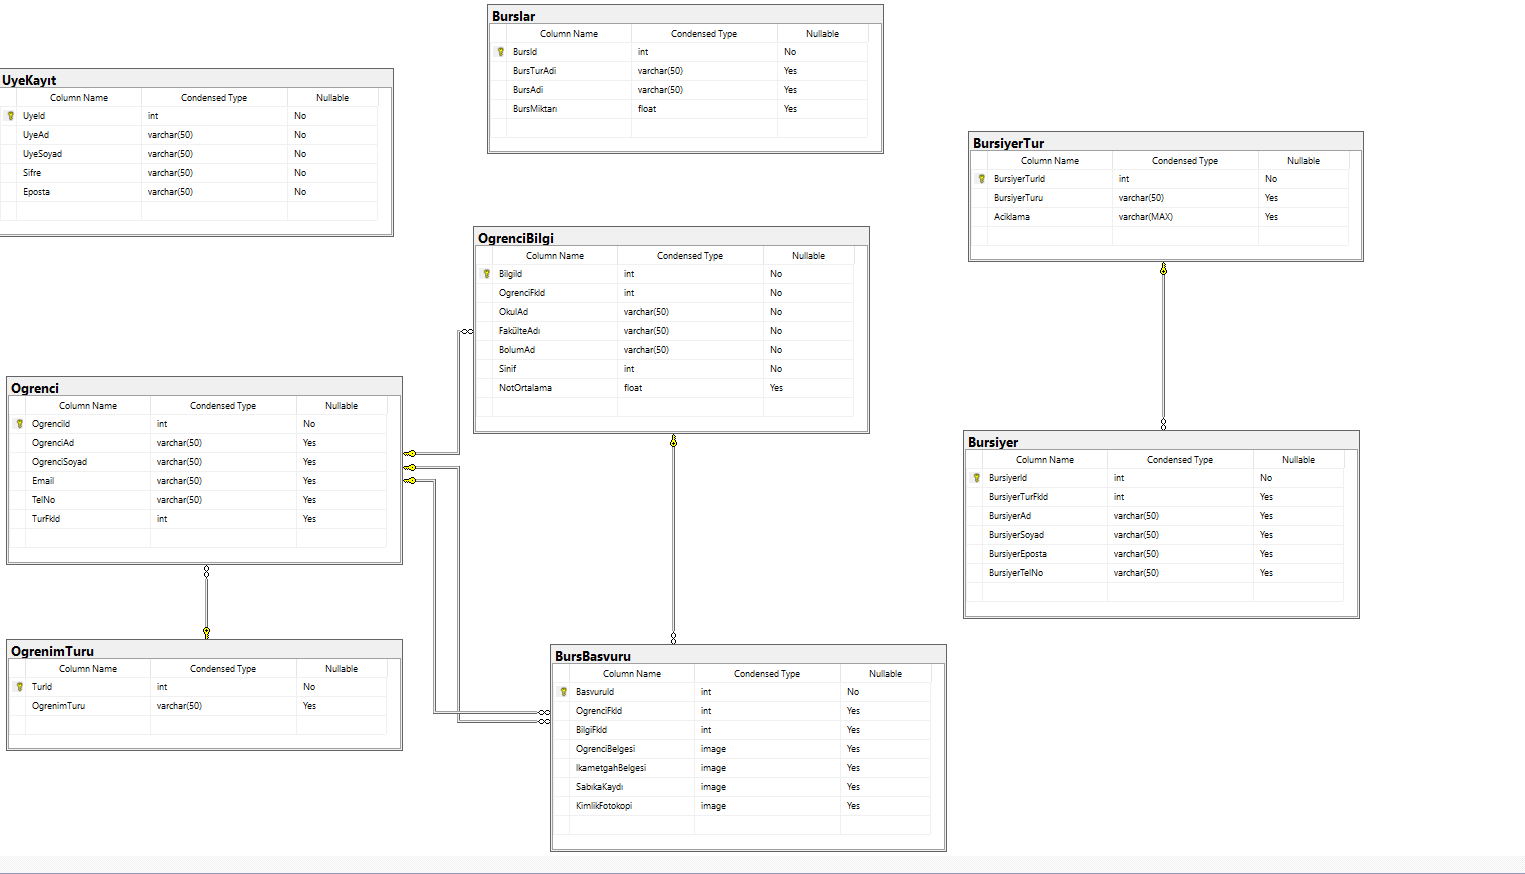 Burslar
Column Name Condensed Type Nullable
BursId int No
BursTurAdi varchar(50) Yes
BursAdi varchar(50) Yes
BursMiktarı float Yes
UyeKayıt
Column Name Condensed Type Nullable
UyeId int No
UyeAd varchar(50) No
UyeSoyad varchar(50) No
Sifre varchar(50) No
Eposta varchar(50) No
BursiyerTur
Column Name Condensed Type Nullable
BursiyerTurId int No
BursiyerTuru varchar(50) Yes
Aciklama varchar(MAX) Yes
OgrenciBilgi
Column Name Condensed Type Nullable
BilgiId int No
OgrenciFkId int No
OkulAd varchar(50) No
FakülteAdı varchar(50) No
BolumAd varchar(50) No
Sinif int No
NotOrtalama float Yes
Ogrenci
Column Name Condensed Type Nullable
OgrenciId int No
OgrenciAd varchar(50) Yes
OgrenciSoyad varchar(50) Yes
Email varchar(50) Yes
TelNo varchar(50) Yes
TurFkId int Yes
Bursiyer
Column Name Condensed Type Nullable
BursiyerId int No
BursiyerTurFkId int Yes
BursiyerAd varchar(50) Yes
BursiyerSoyad varchar(50) Yes
BursiyerEposta varchar(50) Yes
BursiyerTelNo varchar(50) Yes
OgrenimTuru
Column Name Condensed Type Nullable
TurId int No
OgrenimTuru varchar(50) Yes
BursBasvuru
Column Name Condensed Type Nullable
BasvuruId int No
OgrenciFkId int Yes
BilgiFkId int Yes
OgrenciBelgesi image Yes
IkametgahBelgesi image Yes
SabıkaKaydı image Yes
KimlikFotokopi image Yes